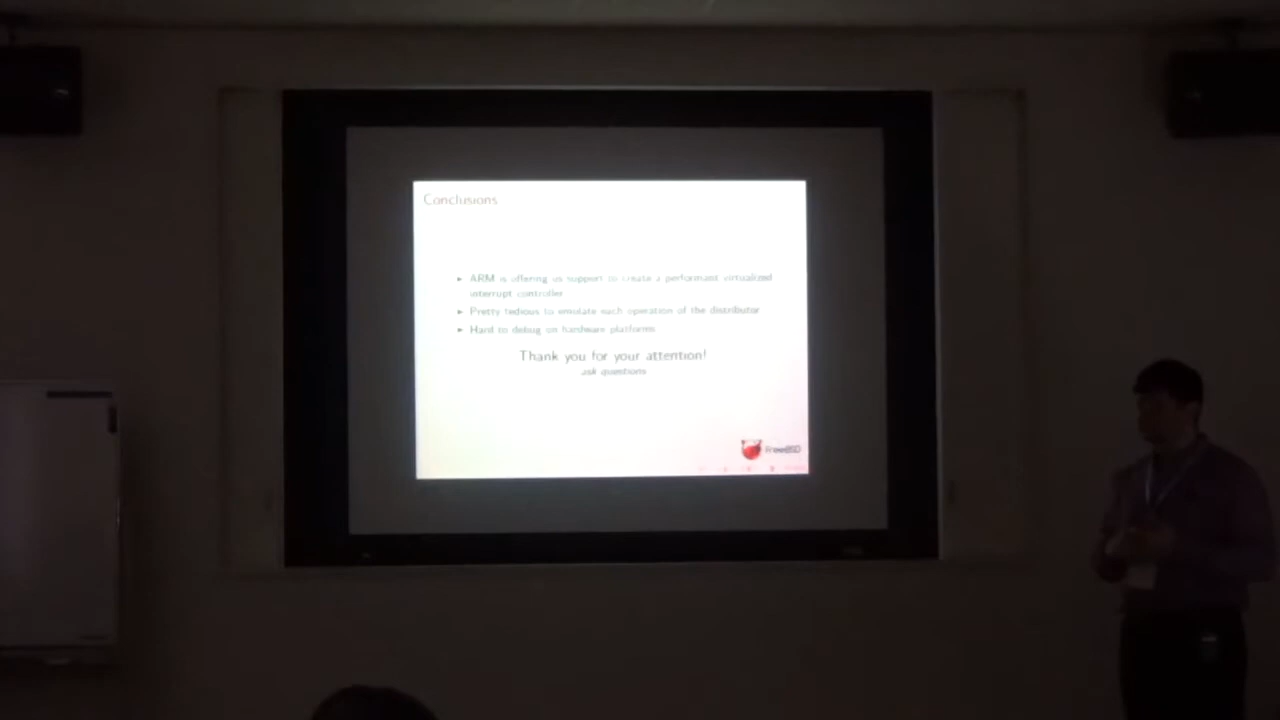 Conclusions
► ARM is offering us support to create a performant virtualized
interrupt controller
► Pretty tedious to emulate each operation of the distributor
► Hard to debug on hardware platforms
Thank you for your attention!
ask questions
FreeBSD